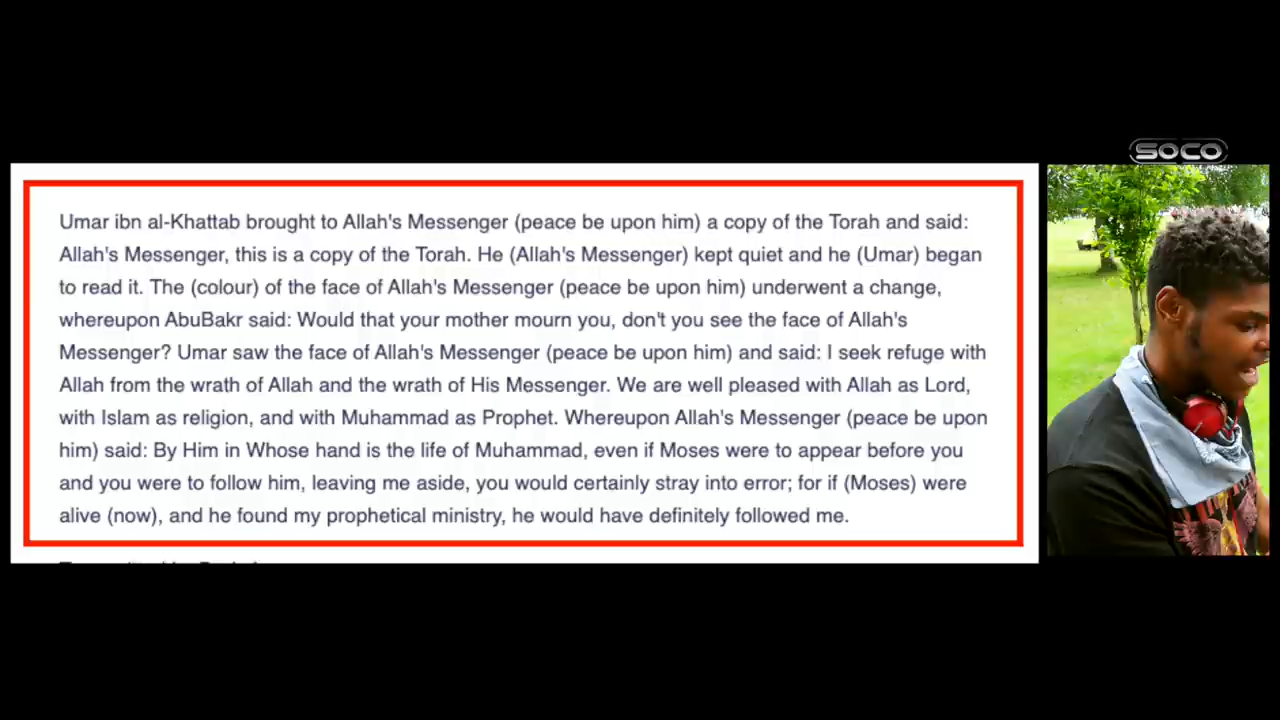 SOCO
Umar ibn al-Khattab brought to Allah's Messenger (peace be upon him) a copy of the Torah and said:
Allah's Messenger, this is a copy of the Torah. He (Allah's Messenger) kept quiet and he (Umar) began
to read it. The (colour) of the face of Allah's Messenger (peace be upon him) underwent a change,
whereupon AbuBakr said: Would that your mother mourn you, don't you see the face of Allah's
Messenger? Umar saw the face of Allah's Messenger (peace be upon him) and said: I seek refuge with
Allah from the wrath of Allah and the wrath of His Messenger. We are well pleased with Allah as Lord,
with Islam as religion, and with Muhammad as Prophet. Whereupon Allah's Messenger (peace be upon
him) said: By Him in Whose hand is the life of Muhammad, even if Moses were to appear before you
and you were to follow him, leaving me aside, you would certainly stray into error; for if (Moses) were
alive (now), and he found my prophetical ministry, he would have definitely followed me.